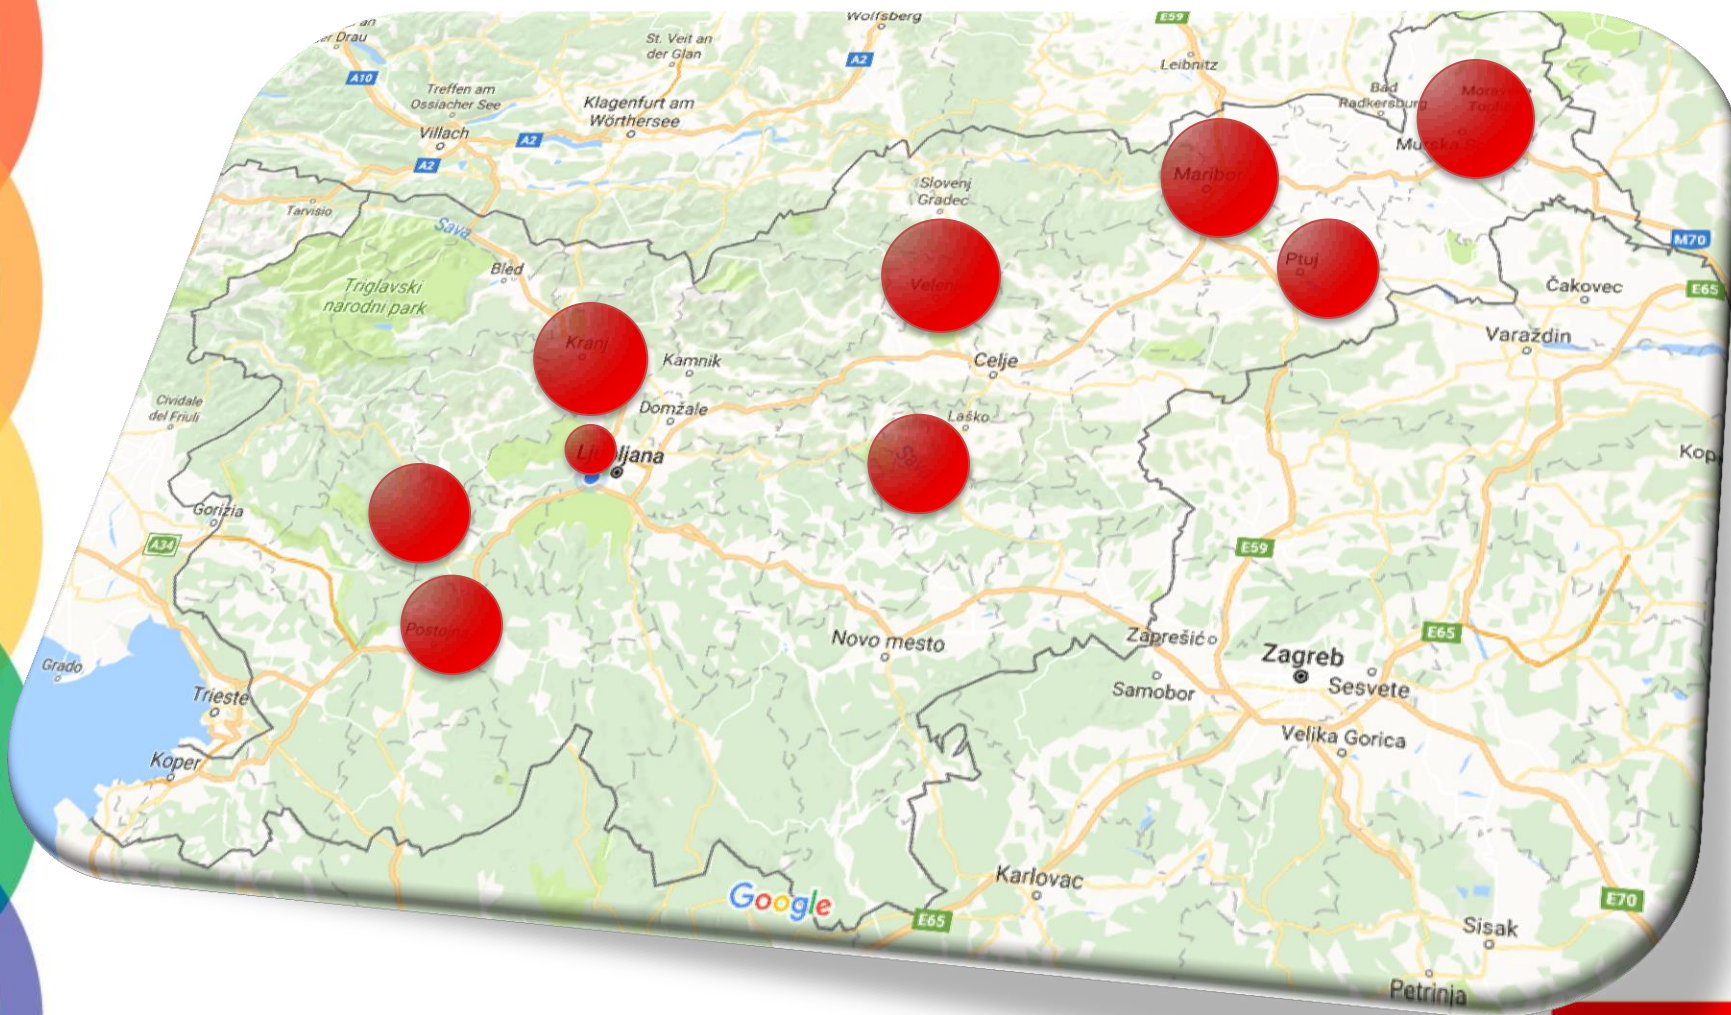 Wolfsberg
E59
St. Veit an
der Glan
A2
Leibnitz
A10
Treffen am
Ossiacher See
Klagenfurt am
Wörthersee
Bad
Radkersburg
Villach
A2
A2
Maribor
Slovenj
Gradec
Tarvisio
Sava
M70
Bled
Ptuj
Triglavski
narodni park
Čakovec
E65
Kranj
Varaždin
Kamnik
Celje
Cividale
del Friuli
Domžale
Laško
Gorizia
A34
E59
Novo mesto
Zaprešić
E65
Zagreb
Sesvete
Samobor
Postojna
Grado
Trieste
Koper
Velika Gorica
Karlovac
Google
E65
E70
Sisak
Petrinja